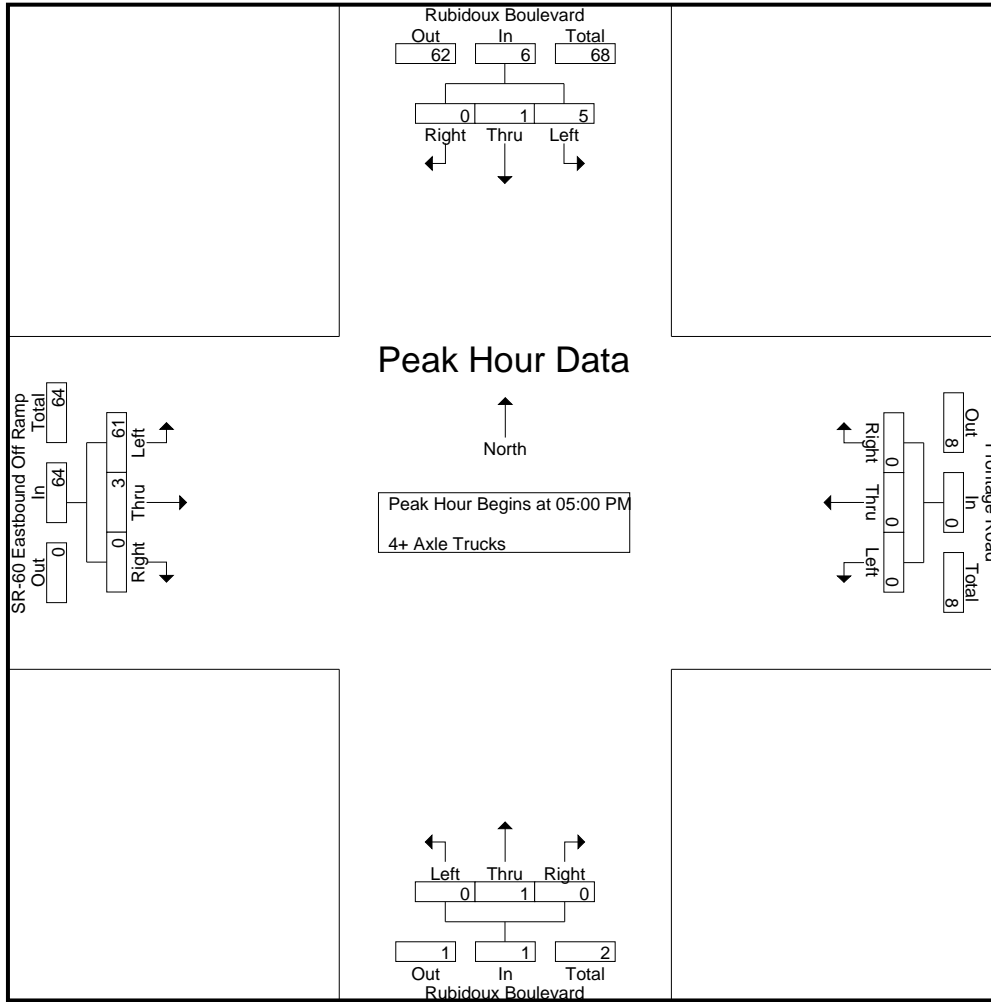 Rubidoux Boulevard
Out In Total
62 6 68
0 1 5
Right Thru Left
Peak Hour Data
North
Peak Hour Begins at 05:00 PM
4+ Axle Trucks
SR-60 Eastbound Off Ramp
Total In Out
64 64 0
61 3 0
Left Thru Right
Right Thru Left
0 0 0
Out In Total
8 0 8
Frontage Road
Left Thru Right
0 1 0
1 1 2
Out In Total
Rubidoux Boulevard